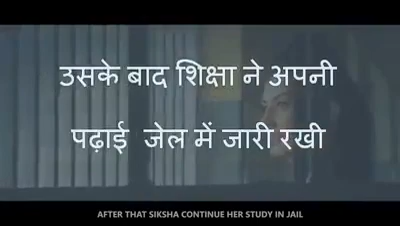 उसके बाद शिक्षा ने अपनी
पढ़ाई जेल में जारी रखी
AFTER THAT SIKSHA CONTINUE HER STUDY IN JAIL